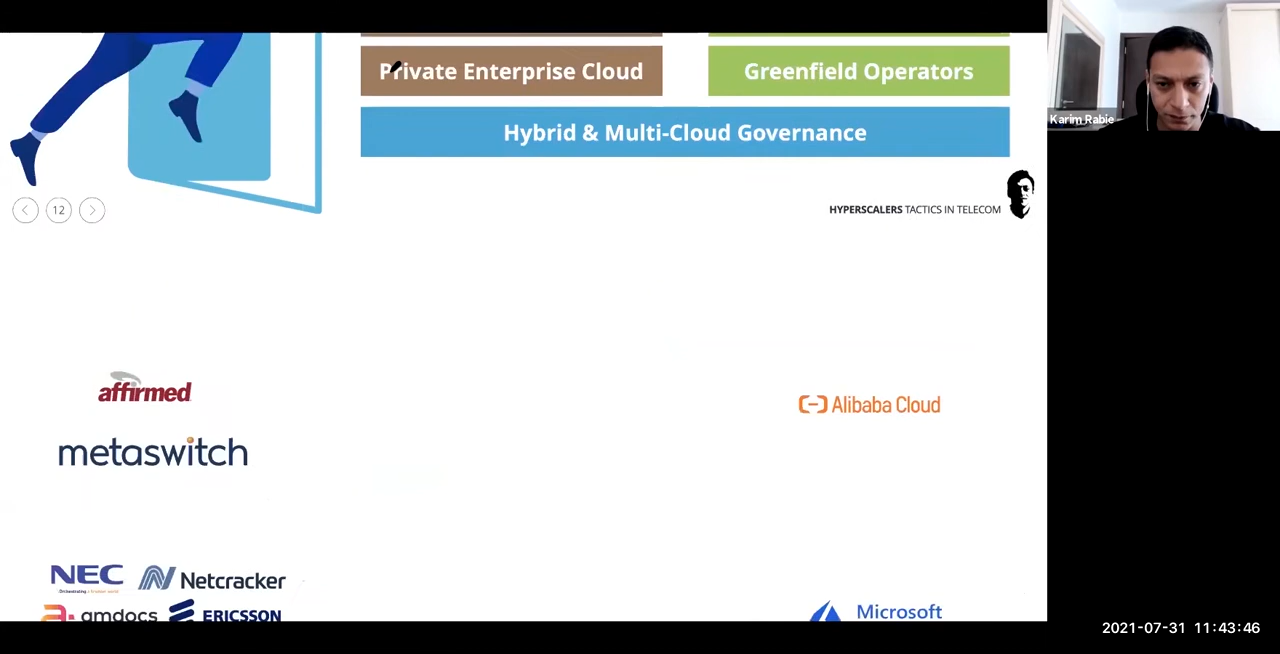 Private Enterprise Cloud
Greenfield Operators
Hybrid & Multi-Cloud Governance
12
HYPERSCALERS TACTICS IN TELECOM
Karim Rabie
affirmed
Alibaba Cloud
metaswitch
NEC
Netcracker
amdocs
ERICSSON
Microsoft
2021-07-31 11:43:46